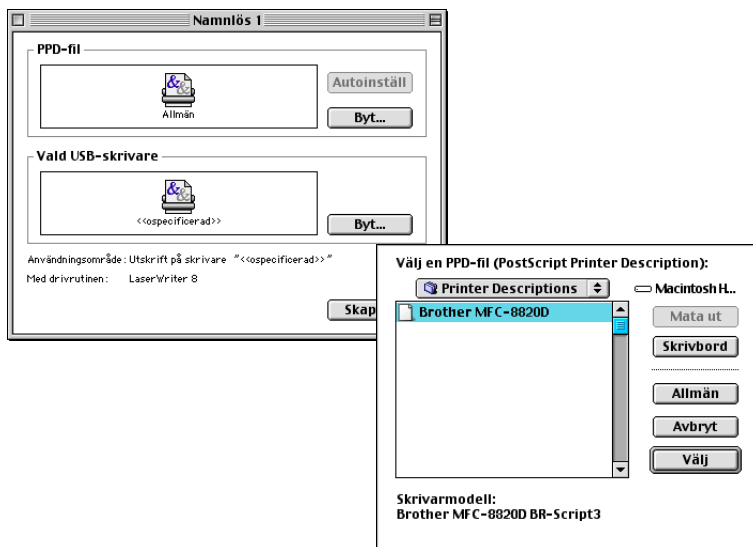 Namnlös 1
PPD-fil
Allmän
Autoinställ
Byt...
Vald USB-skrivare
<<ospecificerad>>
Byt...
Användningsområde: Utskrift på skrivare "<<ospecificerad>>"
Med drivrutinen: LaserWriter 8
Skap
Välj en PPD-fil (PostScript Printer Description):
Printer Descriptions
Macintosh H...
Brother MFC-8820D
Mata ut
Skrivbord
Allmän
Avbryt
Välj
Skrivarmodell:
Brother MFC-8820D BR-Script3